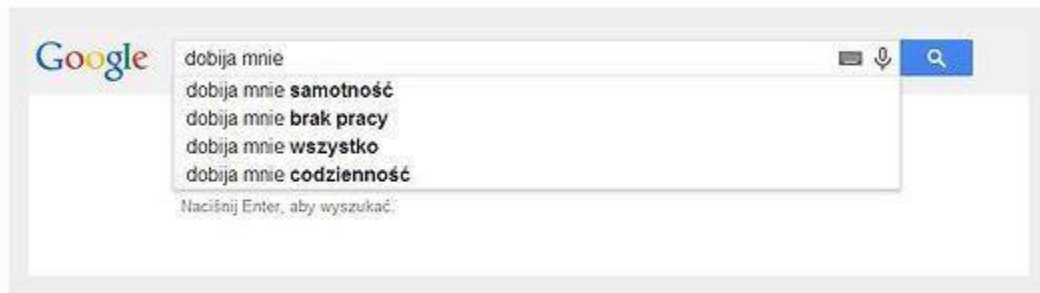 Google dobija mnie
dobija mnie samotność
dobija mnie brak pracy
dobija mnie wszystko
dobija mnie codzienność
Naciśnij Enter, aby wyszukać.